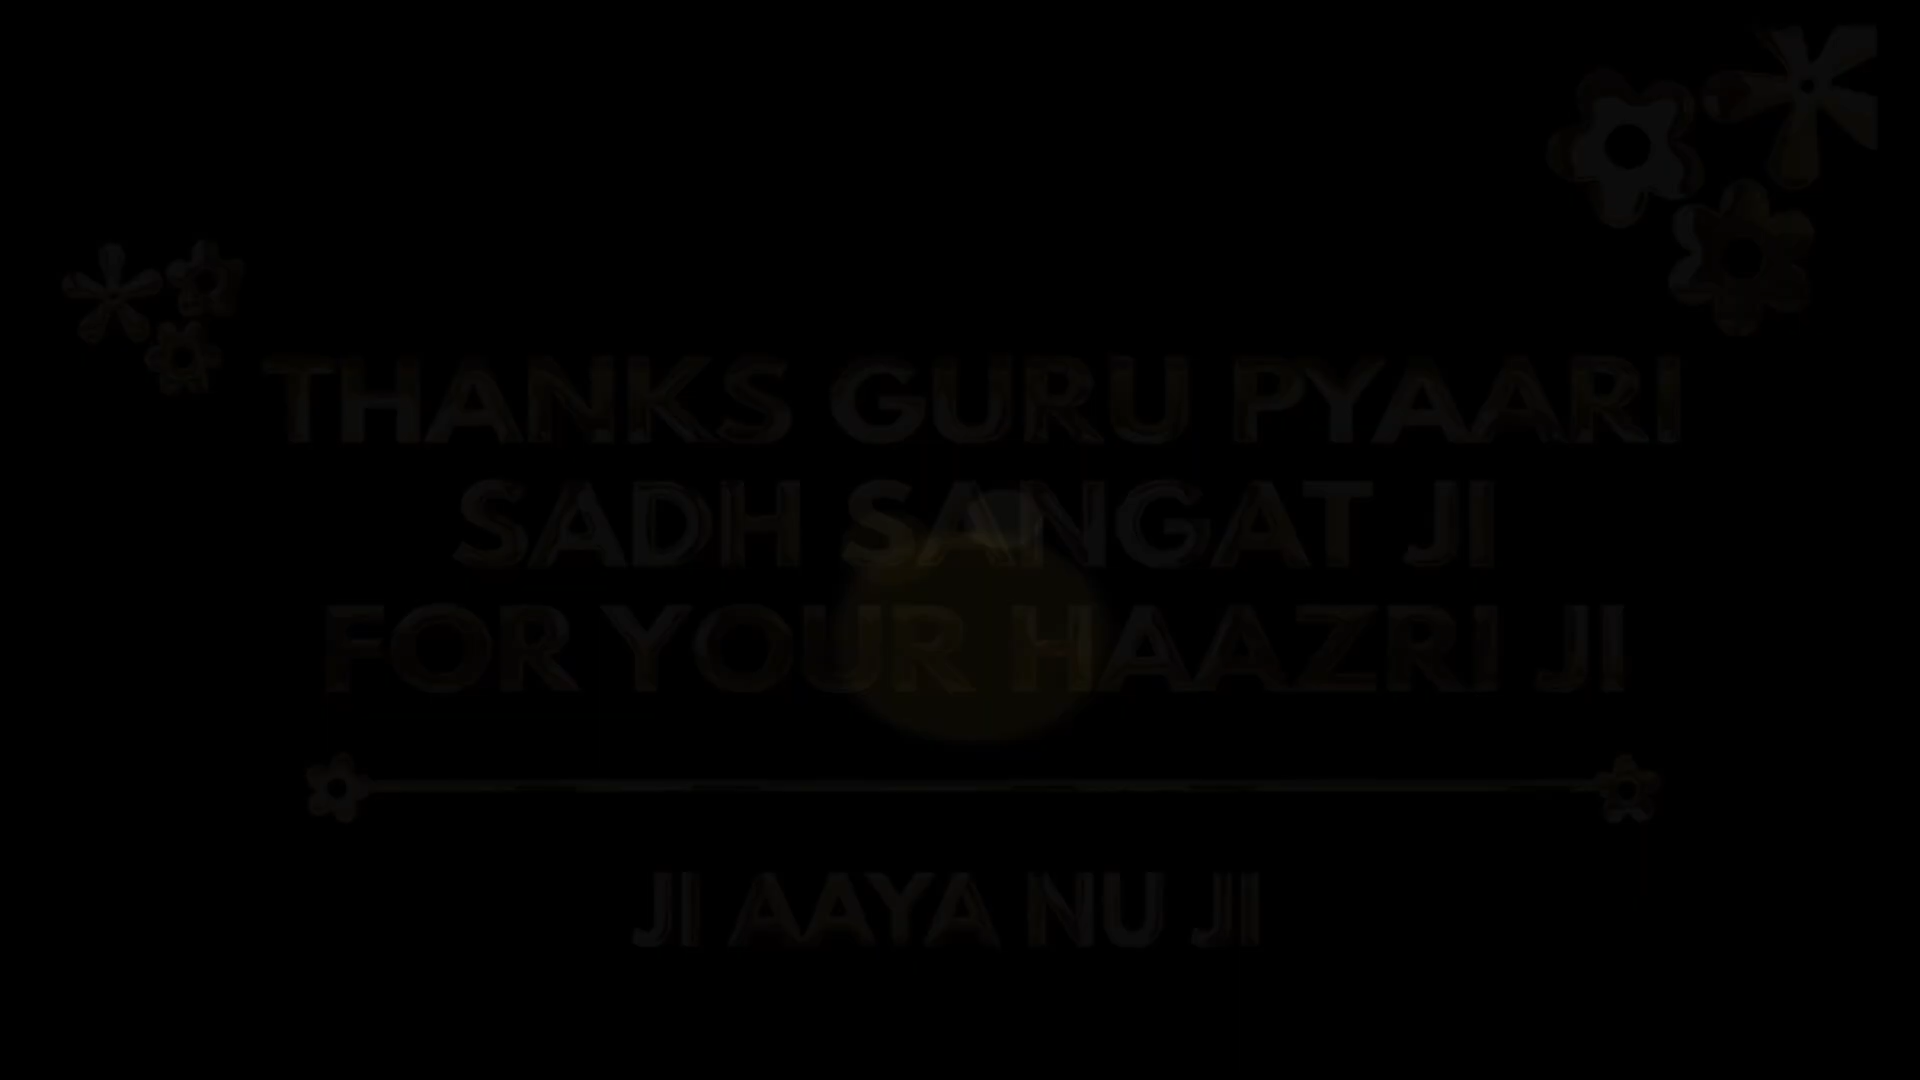 THANKS GURU PYAARI
SADH SANGAT JI
FOR YOUR HAAZRI JI
JI AAYA NU JI